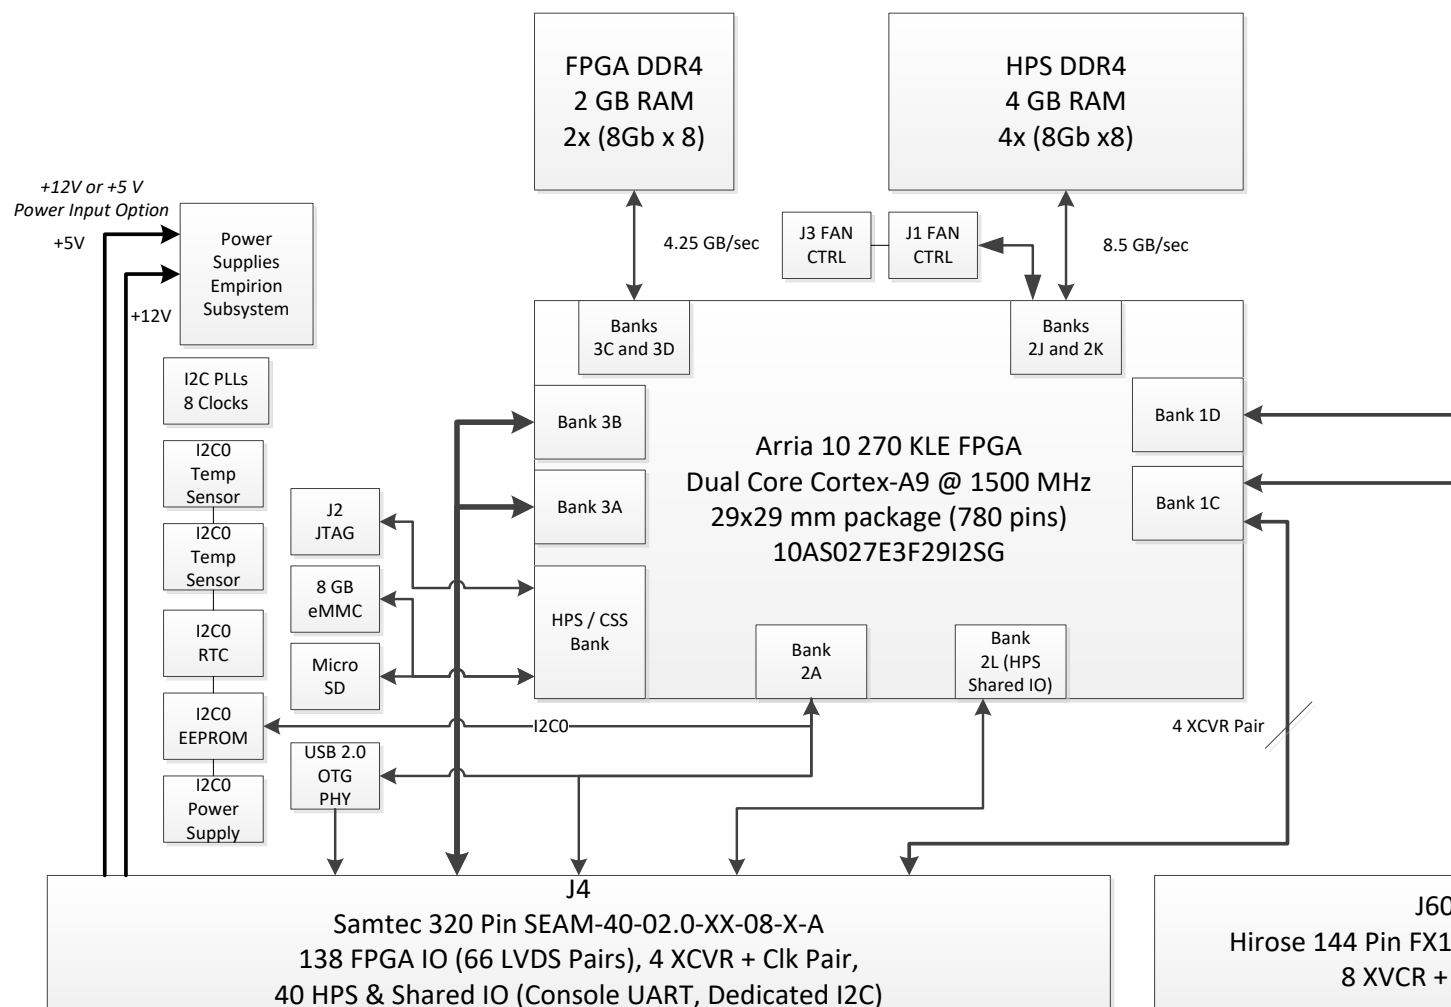 FPGA DDR4
2 GB RAM
2x (8Gb x 8)
HPS DDR4
4 GB RAM
4x (8Gb x8)
+12V or +5 V
Power Input Option
+5V
+12V
Power
Supplies
Empirion
Subsystem
4.25 GB/sec
J3 FAN
CTRL
J1 FAN
CTRL
8.5 GB/sec
Banks
3C and 3D
Banks
2J and 2K
I2C PLLs
8 Clocks
Bank 3B
Bank 3A
Bank 1D
Bank 1C
Arria 10 270 KLE FPGA
Dual Core Cortex-A9 @ 1500 MHz
29x29 mm package (780 pins)
10AS027E3F29I2SG
I2C0
Temp
Sensor
I2C0
Temp
Sensor
I2C0
RTC
I2C0
EEPROM
I2C0
Power
Supply
J2
JTAG
8 GB
eMMC
Micro
SD
USB 2.0
OTG
PHY
HPS / CSS
Bank
Bank
2A
Bank
2L (HPS
Shared IO)
I2C0
4 XCVR Pair
J4
Samtec 320 Pin SEAM-40-02.0-XX-08-X-A
138 FPGA IO (66 LVDS Pairs), 4 XCVR + Clk Pair,
40 HPS & Shared IO (Console UART, Dedicated I2C)
J60
Hirose 144 Pin FX1
8 XVCR +